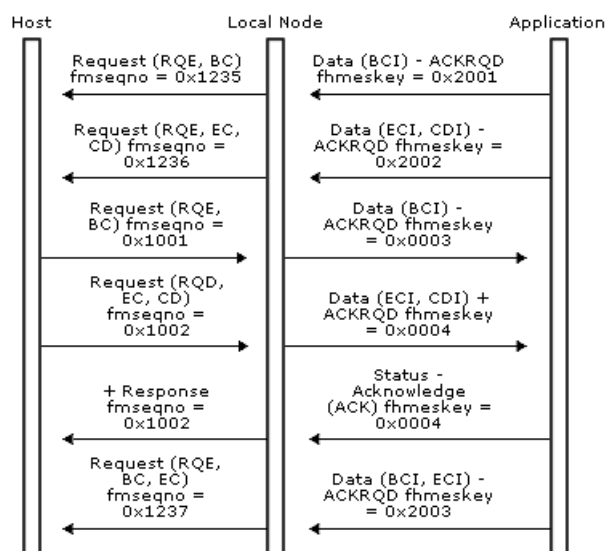 Host
Local Node
Application
Request (RQE, BC)
fmseqno = 0x1235
Data (BCI) - ACKRQD
fhmeskey = 0x2001
Request (RQE, EC,
CD) fmseqno =
0x1236
Data (ECI, CDI) -
ACKRQD fhmeskey =
0x2002
Request (RQE,
BC) fmseqno =
0x1001
Data (BCI) -
ACKRQD fhmeskey
= 0x0003
Request (RQD,
EC, CD)
fmseqno =
0x1002
Data (ECI, CDI) +
ACKRQD fhmeskey
= 0x0004
+ Response
fmseqno =
0x1002
Status -
Acknowledge
(ACK) fhmeskey =
0x0004
Request (RQE,
BC, EC)
fmseqno =
0x1237
Data (BCI, ECI) -
ACKRQD fhmeskey
= 0x2003